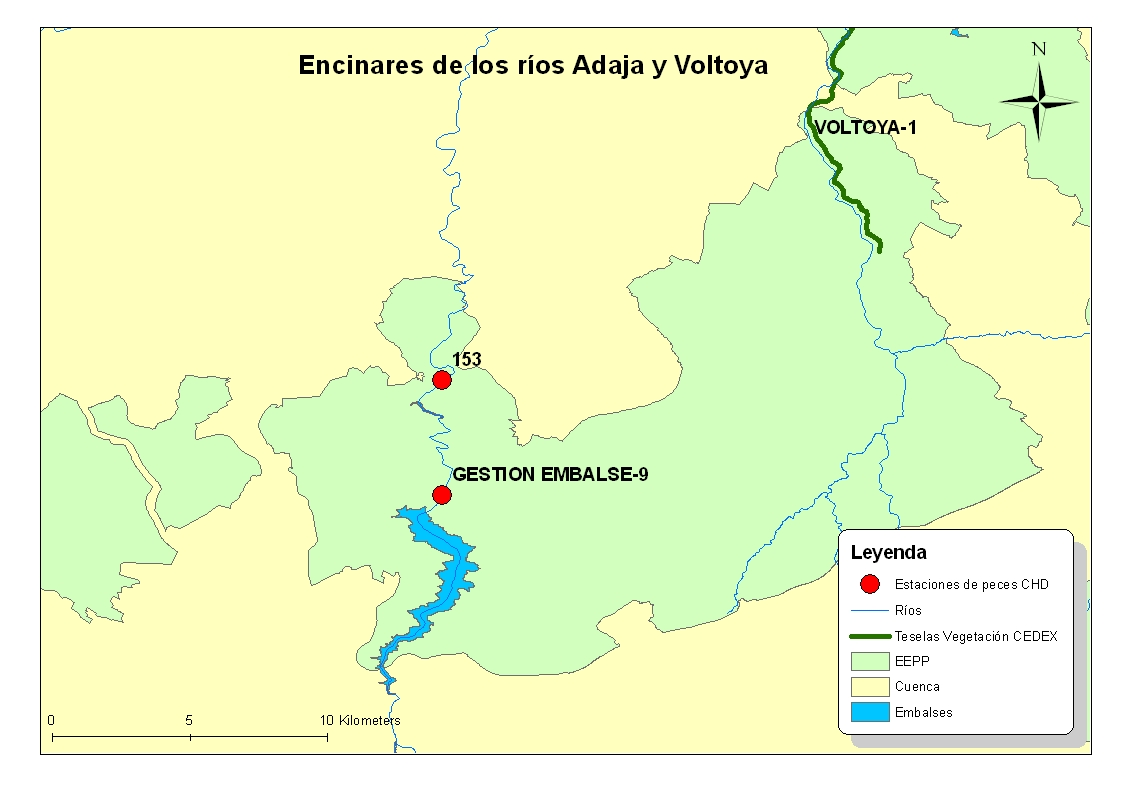 Encinares de los ríos Adaja y Voltoya
N
VOLTOYA-1
153
GESTION EMBALSE-9
Leyenda
Estaciones de peces CHD
Ríos
Teselas Vegetación CEDEX
EEPP
Cuenca
Embalses
0 5 10 Kilometers